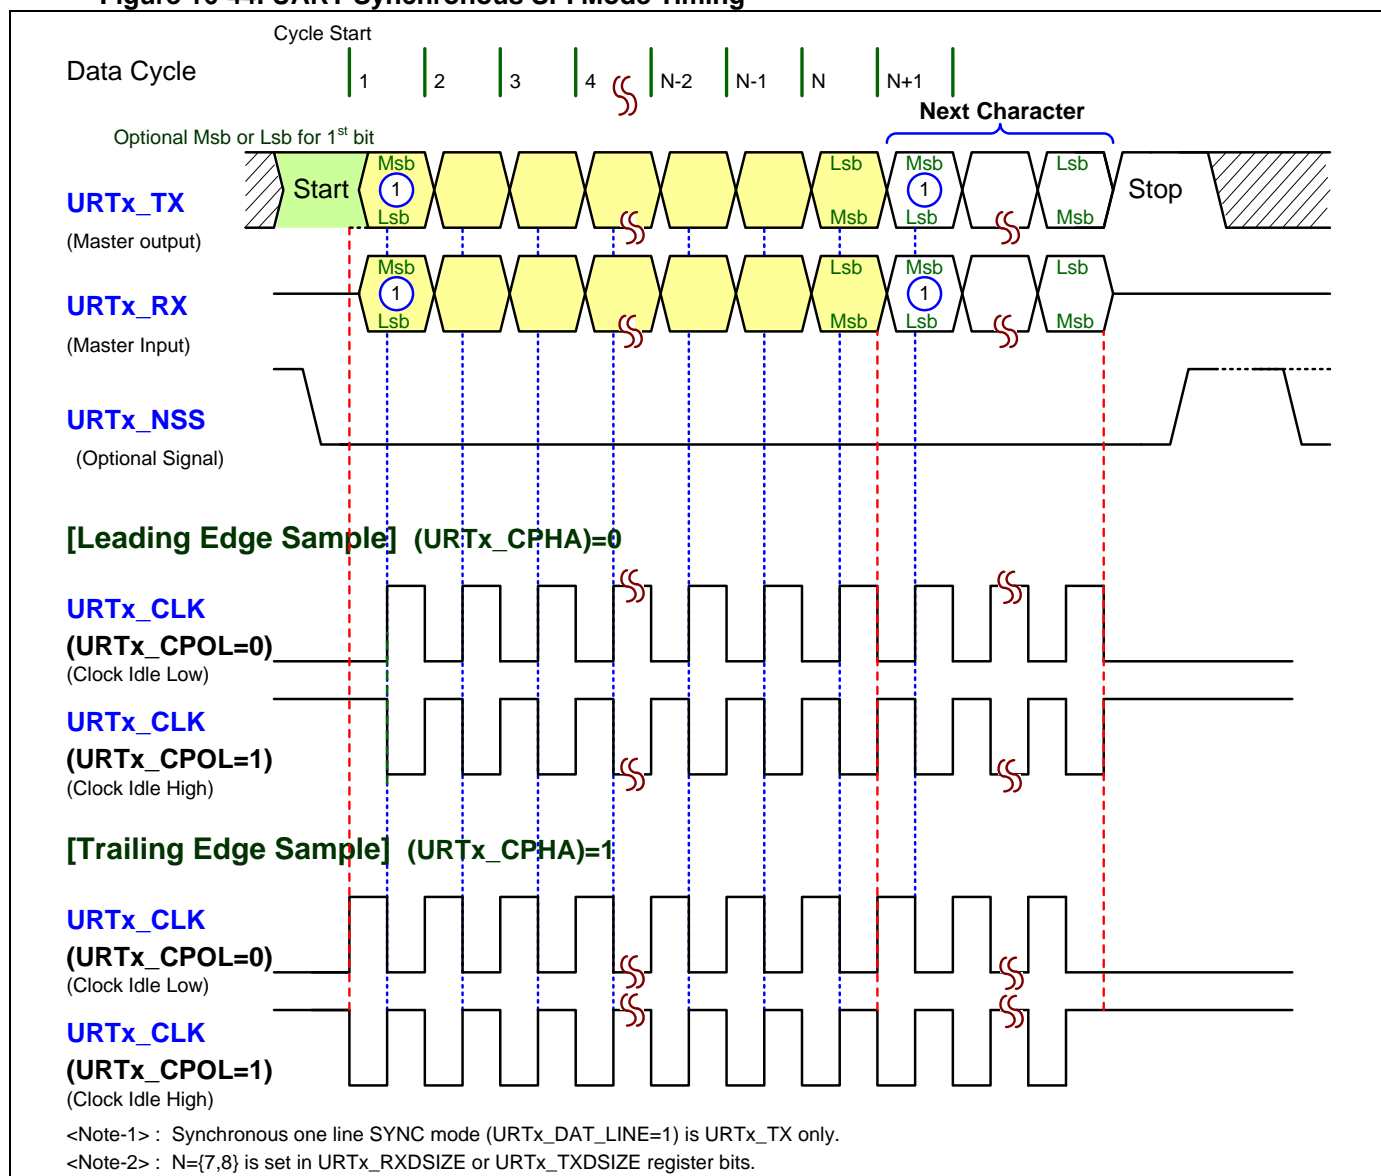 Cycle Start
Data Cycle
1 2 3 4 N-2 N-1 N N+1
Next Character
Optional Msb or Lsb for 1st bit
Msb Lsb Msb Lsb
URTx_TX
Start 1 1 Stop
Lsb Msb Lsb Msb
(Master output)
Msb Lsb Msb Lsb
URTx_RX
1 1
Lsb Msb Lsb Msb
(Master Input)
URTx_NSS
(Optional Signal)
[Leading Edge Sample] (URTx_CPHA)=0
URTx_CLK
(URTx_CPOL=0)
(Clock Idle Low)
URTx_CLK
(URTx_CPOL=1)
(Clock Idle High)
[Trailing Edge Sample] (URTx_CPHA)=1
URTx_CLK
(URTx_CPOL=0)
(Clock Idle Low)
URTx_CLK
(URTx_CPOL=1)
(Clock Idle High)
<Note-1> : Synchronous one line SYNC mode (URTx_DAT_LINE=1) is URTx_TX only.
<Note-2> : N={7,8} is set in URTx_RXDSIZE or URTx_TXDSIZE register bits.